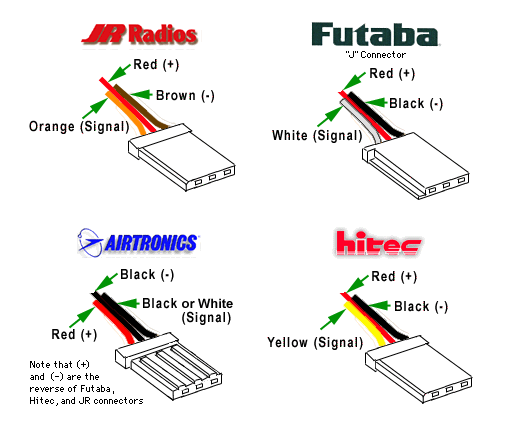 JR Radios
Red (+)
Brown (-)
Orange (Signal)
Futaba
"J" Connector
Red (+)
Black (-)
White (Signal)
AIRTRONICS
Black (-)
Black or White
(Signal)
Red (+)
Note that (+)
and (-) are the
reverse of Futaba,
Hitec, and JR connectors
hitec
Red (+)
Black (-)
Yellow (Signal)